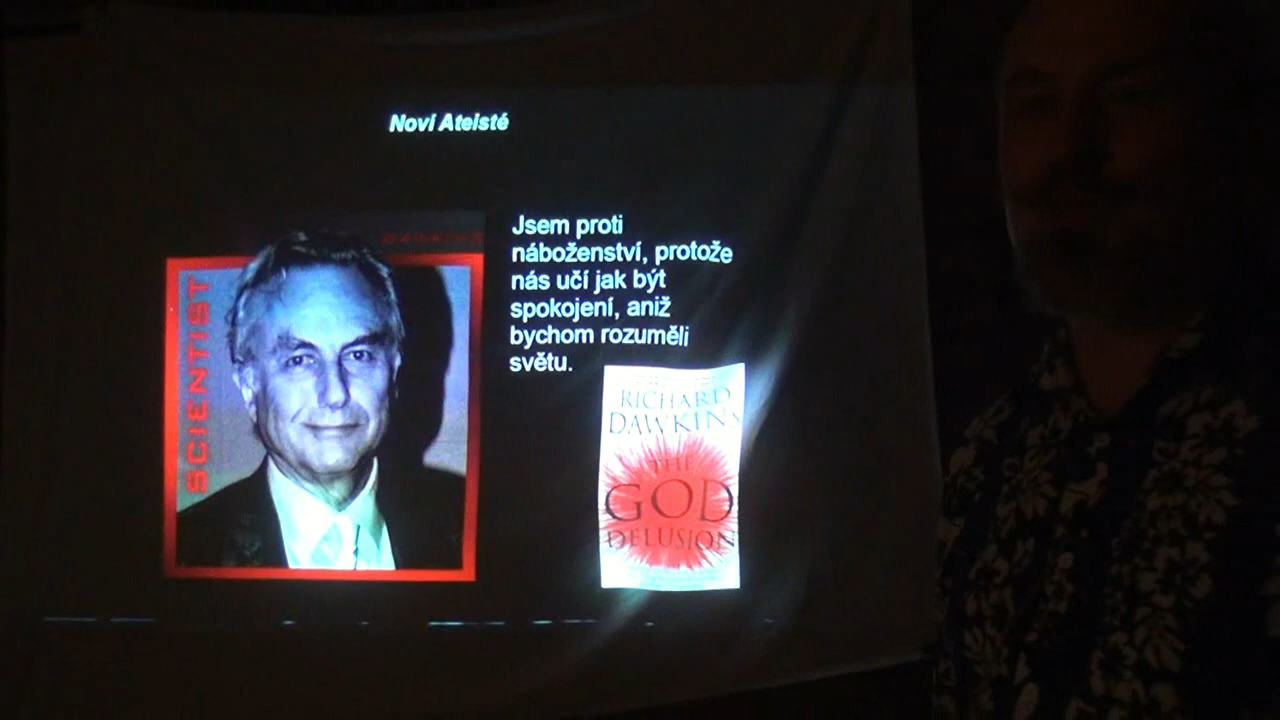 Noví Ateisté
DAWKINS
SCIENTIST
Jsem proti
náboženství, protože
nás učí jak být
spokojení, aniž
bychom rozuměli
světu.
RICHARD
DAWKINS
THE
GOD
DELUSION